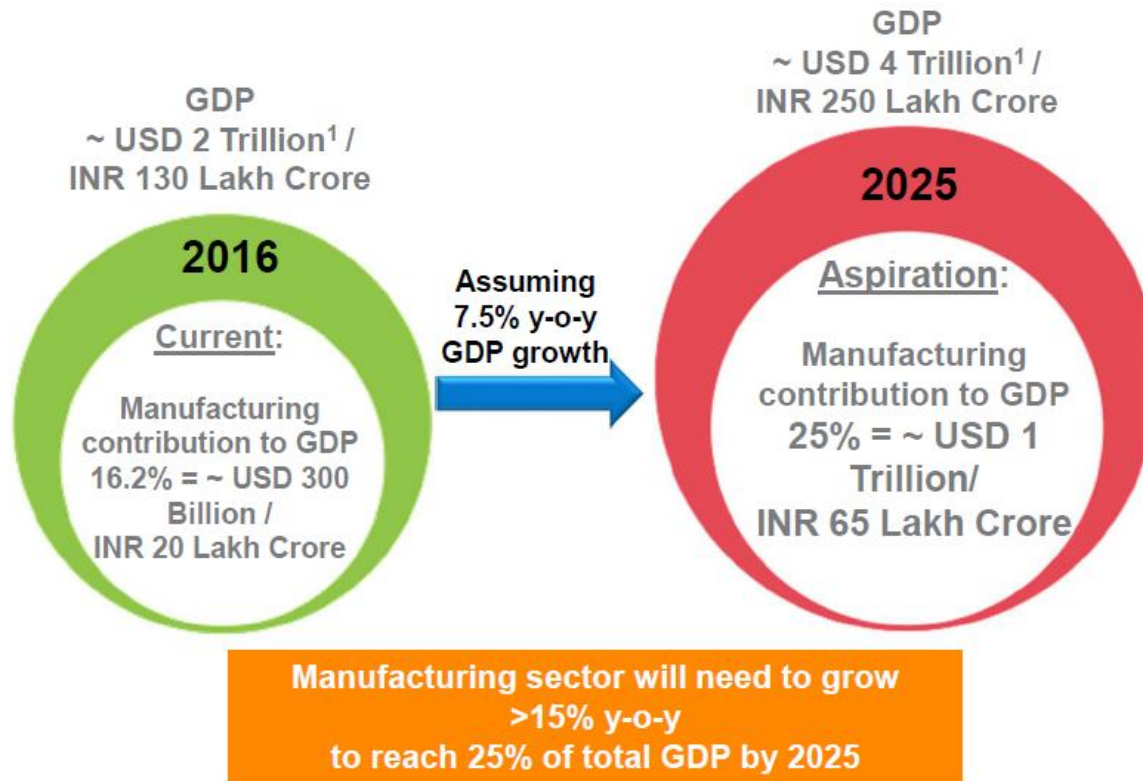 GDP
~ USD 2 Trillion¹ /
INR 130 Lakh Crore
2016
Current:
Manufacturing
contribution to GDP
16.2% = ~ USD 300
Billion /
INR 20 Lakh Crore
Assuming
7.5% y-o-y
GDP growth
GDP
~ USD 4 Trillion¹ /
INR 250 Lakh Crore
2025
Aspiration:
Manufacturing
contribution to GDP
25% = ~ USD 1
Trillion/
INR 65 Lakh Crore
Manufacturing sector will need to grow
>15% y-o-y
to reach 25% of total GDP by 2025